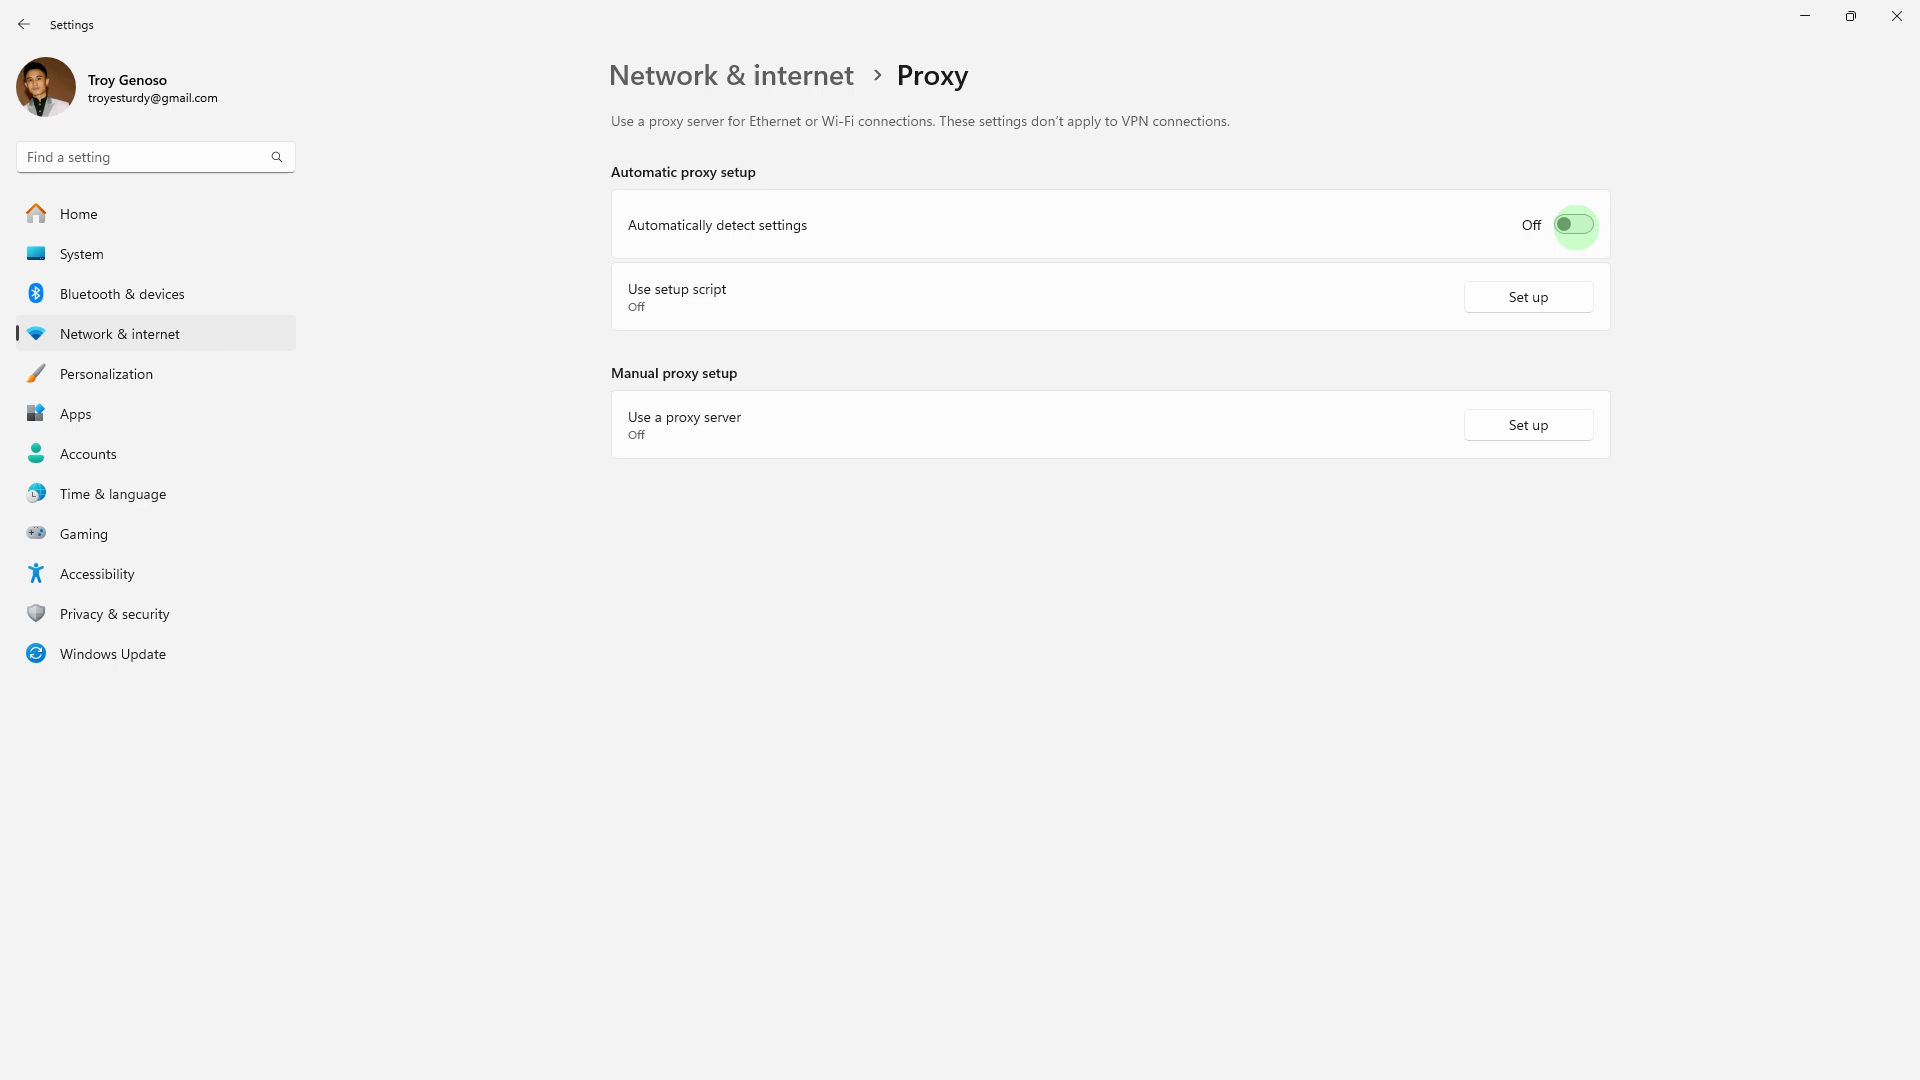 Settings
Troy Genoso
troyesturdy@gmail.com
Find a setting
Home
System
Bluetooth & devices
Network & internet
Personalization
Apps
Accounts
Time & language
Gaming
Accessibility
Privacy & security
Windows Update
Network & internet > Proxy
Use a proxy server for Ethernet or Wi-Fi connections. These settings don't apply to VPN connections.
Automatic proxy setup
Automatically detect settings Off
Use setup script
Off
Set up
Manual proxy setup
Use a proxy server
Off
Set up